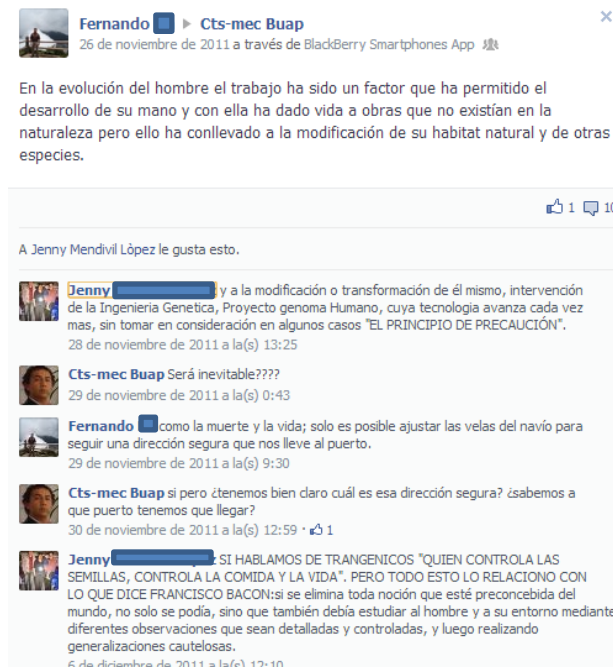 Fernando ▶ Cts-mec Buap
26 de noviembre de 2011 a través de BlackBerry Smartphones App
En la evolución del hombre el trabajo ha sido un factor que ha permitido el
desarrollo de su mano y con ella ha dado vida a obras que no existían en la
naturaleza pero ello ha conllevado a la modificación de su habitat natural y de otras
especies.
1 10
A Jenny Mendivil Lòpez le gusta esto.
Jenny y a la modificación o transformación de él mismo, intervención
de la Ingenieria Genetica, Proyecto genoma Humano, cuya tecnologia avanza cada vez
mas, sin tomar en consideración en algunos casos "EL PRINCIPIO DE PRECAUCIÓN".
28 de noviembre de 2011 a la(s) 13:25
Cts-mec Buap Será inevitable????
29 de noviembre de 2011 a la(s) 0:43
Fernando como la muerte y la vida; solo es posible ajustar las velas del navío para
seguir una dirección segura que nos lleve al puerto.
29 de noviembre de 2011 a la(s) 9:30
Cts-mec Buap si pero ¿tenemos bien claro cuál es esa dirección segura? ¿sabemos a
que puerto tenemos que llegar?
30 de noviembre de 2011 a la(s) 12:59 · 1
Jenny SI HABLAMOS DE TRANGENICOS "QUIEN CONTROLA LAS
SEMILLAS, CONTROLA LA COMIDA Y LA VIDA". PERO TODO ESTO LO RELACIONO CON
LO QUE DICE FRANCISCO BACON:si se elimina toda noción que esté preconcebida del
mundo, no solo se podía, sino que también debía estudiar al hombre y a su entorno mediante
diferentes observaciones que sean detalladas y controladas, y luego realizando
generalizaciones cautelosas.
6 de diciembre de 2011 a la(s) 12:10